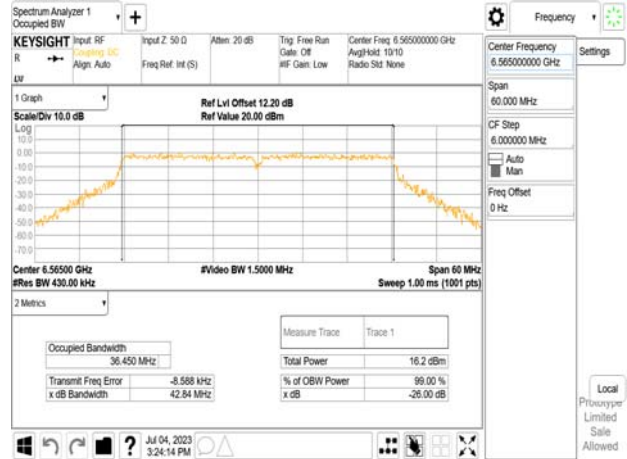 Spectrum Analyzer 1
Occupied BW
KEYSIGHT
Input: RF
Coupling: DC
Align: Auto
R
LXI
Input Z: 50 Ω
Freq Ref: Int (S)
Atten: 20 dB
Trig: Free Run
Gate: Off
#IF Gain: Low
Center Freq: 6.565000000 GHz
Avg|Hold: 10/10
Radio Std: None
1 Graph
Scale/Div 10.0 dB
Ref Lvl Offset 12.20 dB
Ref Value 20.00 dBm
Log
10.0
0.00
-10.0
-20.0
-30.0
-40.0
-50.0
-60.0
-70.0
Center 6.56500 GHz
#Res BW 430.00 kHz
#Video BW 1.5000 MHz
Span 60 MHz
Sweep 1.00 ms (1001 pts)
2 Metrics
Measure Trace Trace 1
Occupied Bandwidth
36.450 MHz
Total Power 16.2 dBm
Transmit Freq Error -8.588 kHz
% of OBW Power 99.00 %
x dB Bandwidth 42.84 MHz
x dB -26.00 dB
Jul 04, 2023
3:24:14 PM
Frequency
Settings
Center Frequency
6.565000000 GHz
Span
60.000 MHz
CF Step
6.000000 MHz
Auto
Man
Freq Offset
0 Hz
Local
Prototype
Limited
Sale
Allowed